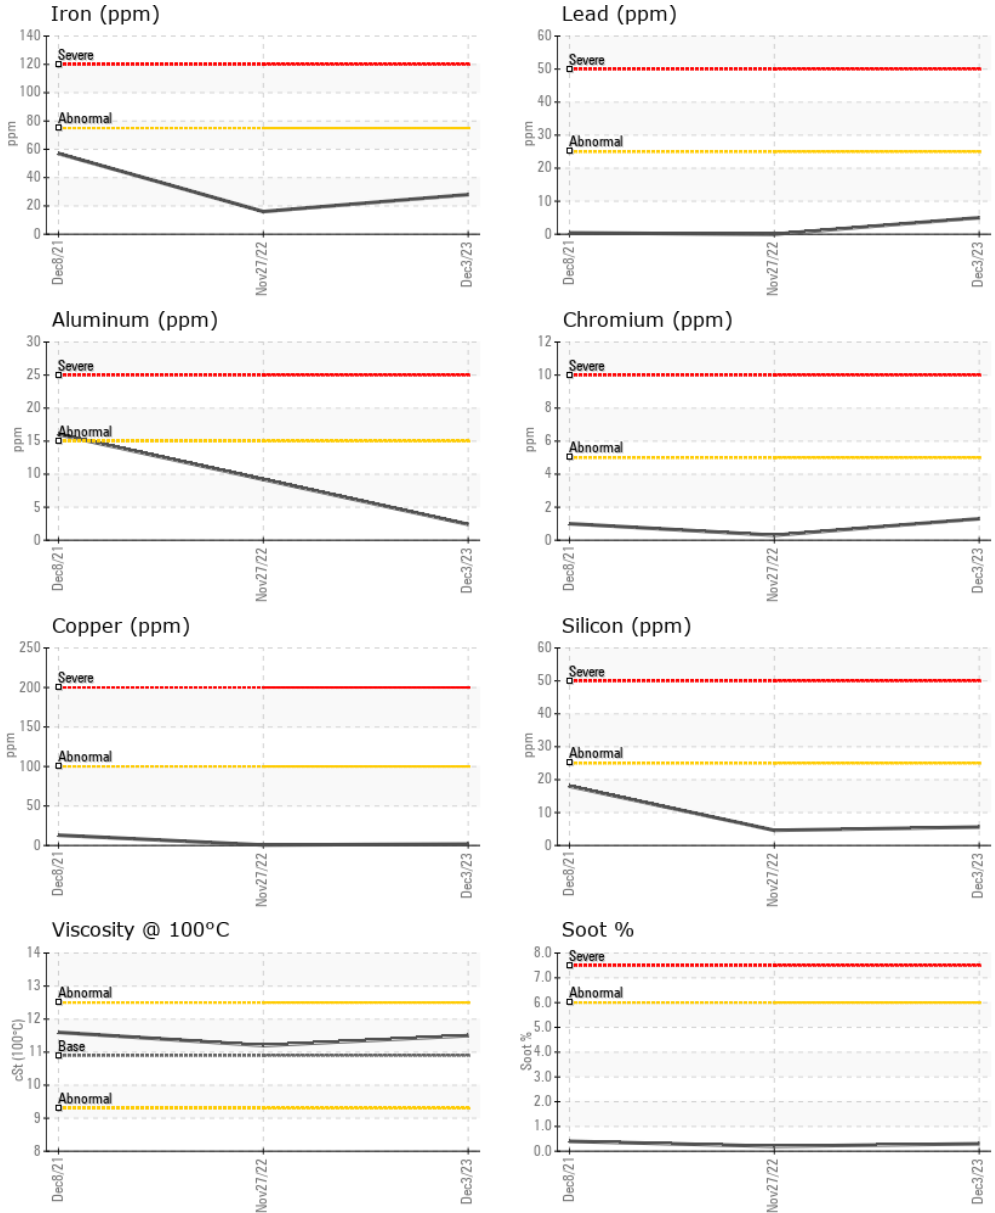 Iron (ppm)
140
120
100
80
60
40
20
0
ppm
Severe
Abnormal
Dec8/21
Nov27/22
Dec3/23
Lead (ppm)
60
50
40
30
20
10
0
ppm
Severe
Abnormal
Dec8/21
Nov27/22
Dec3/23
Aluminum (ppm)
30
25
20
15
10
5
0
ppm
Severe
Abnormal
Dec8/21
Nov27/22
Dec3/23
Chromium (ppm)
12
10
8
6
4
2
0
ppm
Severe
Abnormal
Dec8/21
Nov27/22
Dec3/23
Copper (ppm)
250
200
150
100
50
0
ppm
Severe
Abnormal
Dec8/21
Nov27/22
Dec3/23
Silicon (ppm)
60
50
40
30
20
10
0
ppm
Severe
Abnormal
Dec8/21
Nov27/22
Dec3/23
Viscosity @ 100°C
14
13
12
11
10
9
8
cSt (100°C)
Abnormal
Base
Abnormal
Dec8/21
Nov27/22
Dec3/23
Soot %
8.0
7.0
6.0
5.0
4.0
3.0
2.0
1.0
0.0
Soot %
Severe
Abnormal
Dec8/21
Nov27/22
Dec3/23